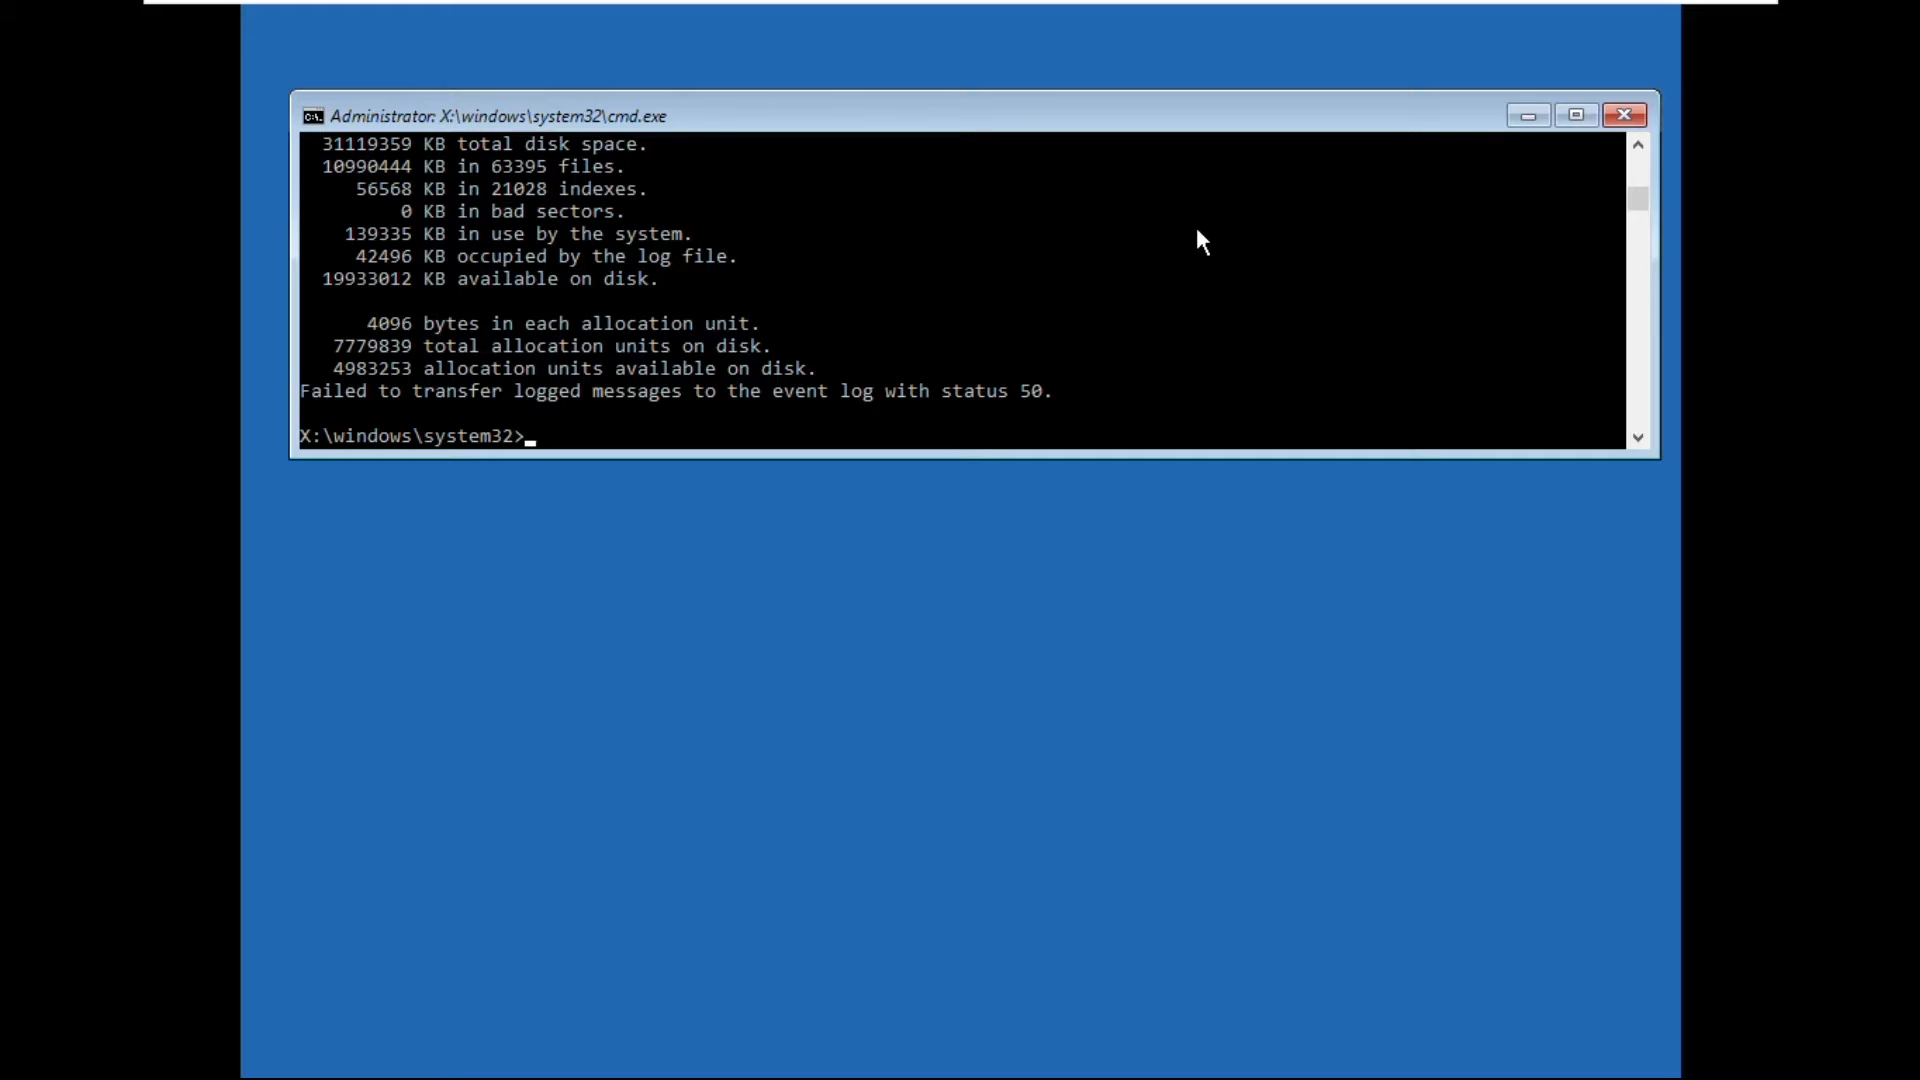 Administrator: X:\windows\system32\cmd.exe
31119359 KB total disk space.
10990444 KB in 63395 files.
56568 KB in 21028 indexes.
0 KB in bad sectors.
139335 KB in use by the system.
42496 KB occupied by the log file.
19933012 KB available on disk.
4096 bytes in each allocation unit.
7779839 total allocation units on disk.
4983253 allocation units available on disk.
Failed to transfer logged messages to the event log with status 50.
X:\windows\system32>